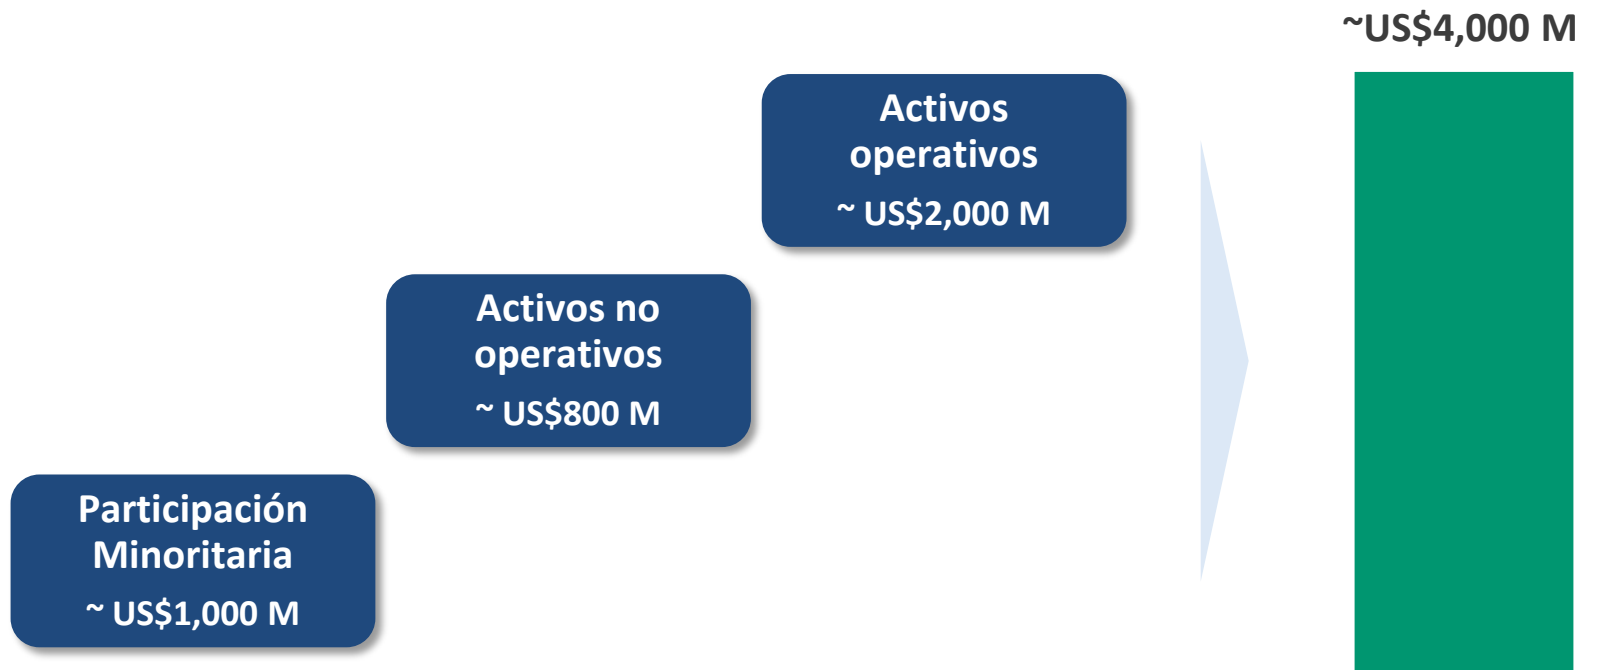 ~US$4,000 M
Activos
operativos
~ US$2,000 M
Activos no
operativos
~ US$800 M
Participación
Minoritaria
~ US$1,000 M